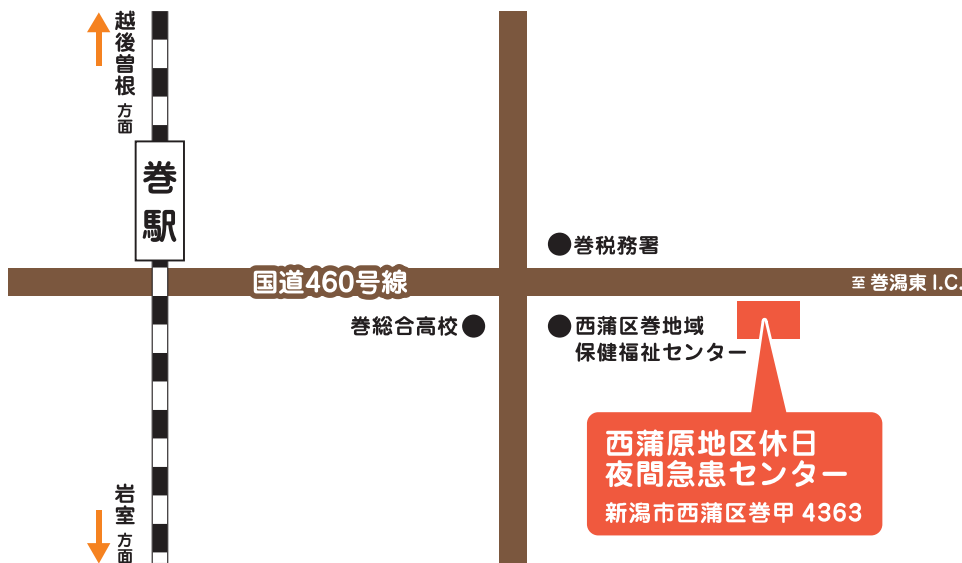 越後曽根
方面
巻駅
巻税務署
国道460号線
至 巻潟東 I.C.
巻総合高校
西蒲区巻地域
保健福祉センター
西蒲原地区休日
夜間急患センター
新潟市西蒲区巻甲 4363
岩室
方面